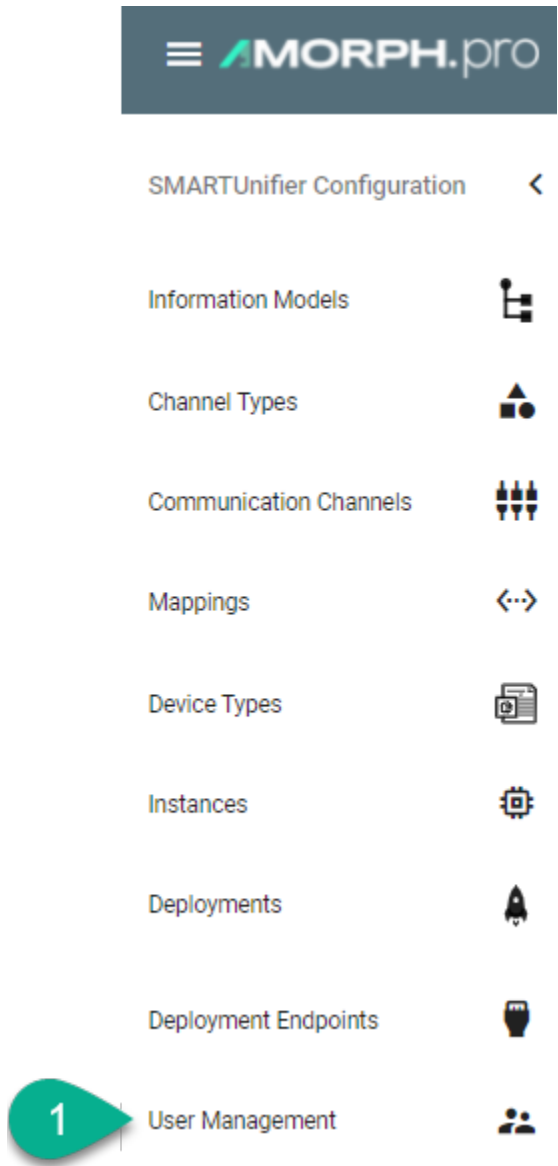 AMORPH.pro
SMARTUnifier Configuration
Information Models
Channel Types
Communication Channels
Mappings
Device Types
Instances
Deployments
Deployment Endpoints
1 User Management